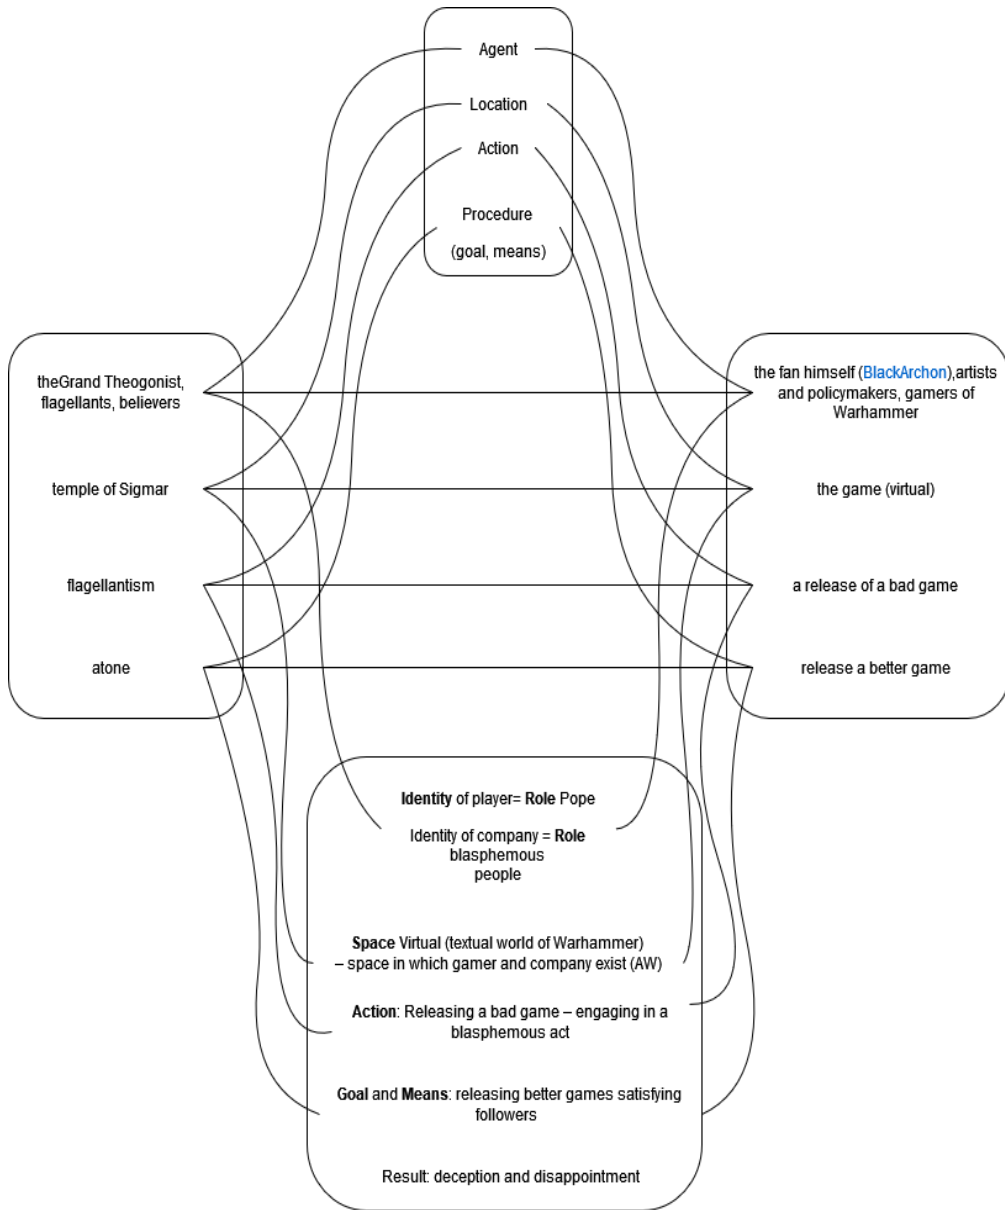 Agent
Location
Action
Procedure
(goal, means)
theGrand Theogonist,
flagellants, believers
temple of Sigmar
flagellantism
atone
the fan himself (BlackArchon),artists
and policymakers, gamers of
Warhammer
the game (virtual)
a release of a bad game
release a better game
Identity of player= Role Pope
Identity of company = Role
blasphemous
people
Space Virtual (textual world of Warhammer)
– space in which gamer and company exist (AW)
Action: Releasing a bad game – engaging in a
blasphemous act
Goal and Means: releasing better games satisfying
followers
Result: deception and disappointment